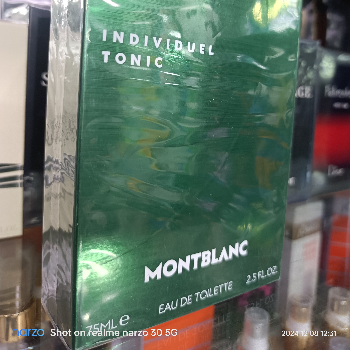 INDIVIDUEL
TONIC
MONTBLANC
EAU DE TOILETTE 2.5 FL.OZ
75ML e
narzo Shot on realme narzo 30 5G
2024.12.08 12:31